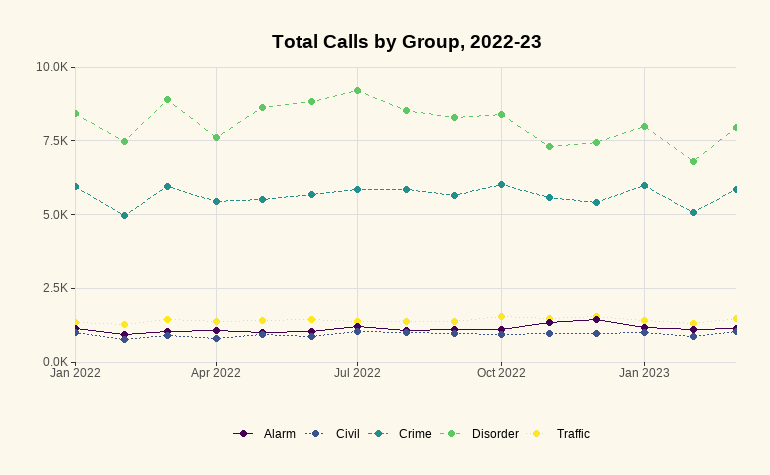 Total Calls by Group, 2022-23
10.0K
7.5K
5.0K
2.5K
0.0K
Jan 2022 Apr 2022 Jul 2022 Oct 2022 Jan 2023
Alarm Civil Crime Disorder Traffic